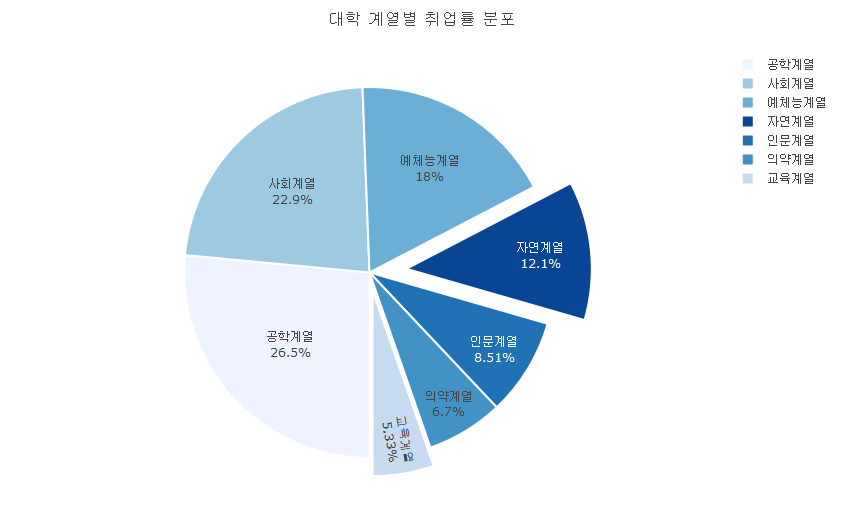 대학 계열별 취업률 분포
공학계열
사회계열
예체능계열
자연계열
인문계열
의약계열
교육계열
예체능계열
18%
사회계열
22.9%
자연계열
12.1%
공학계열
26.5%
인문계열
8.51%
의약계열
6.7%
교육계열
5.33%